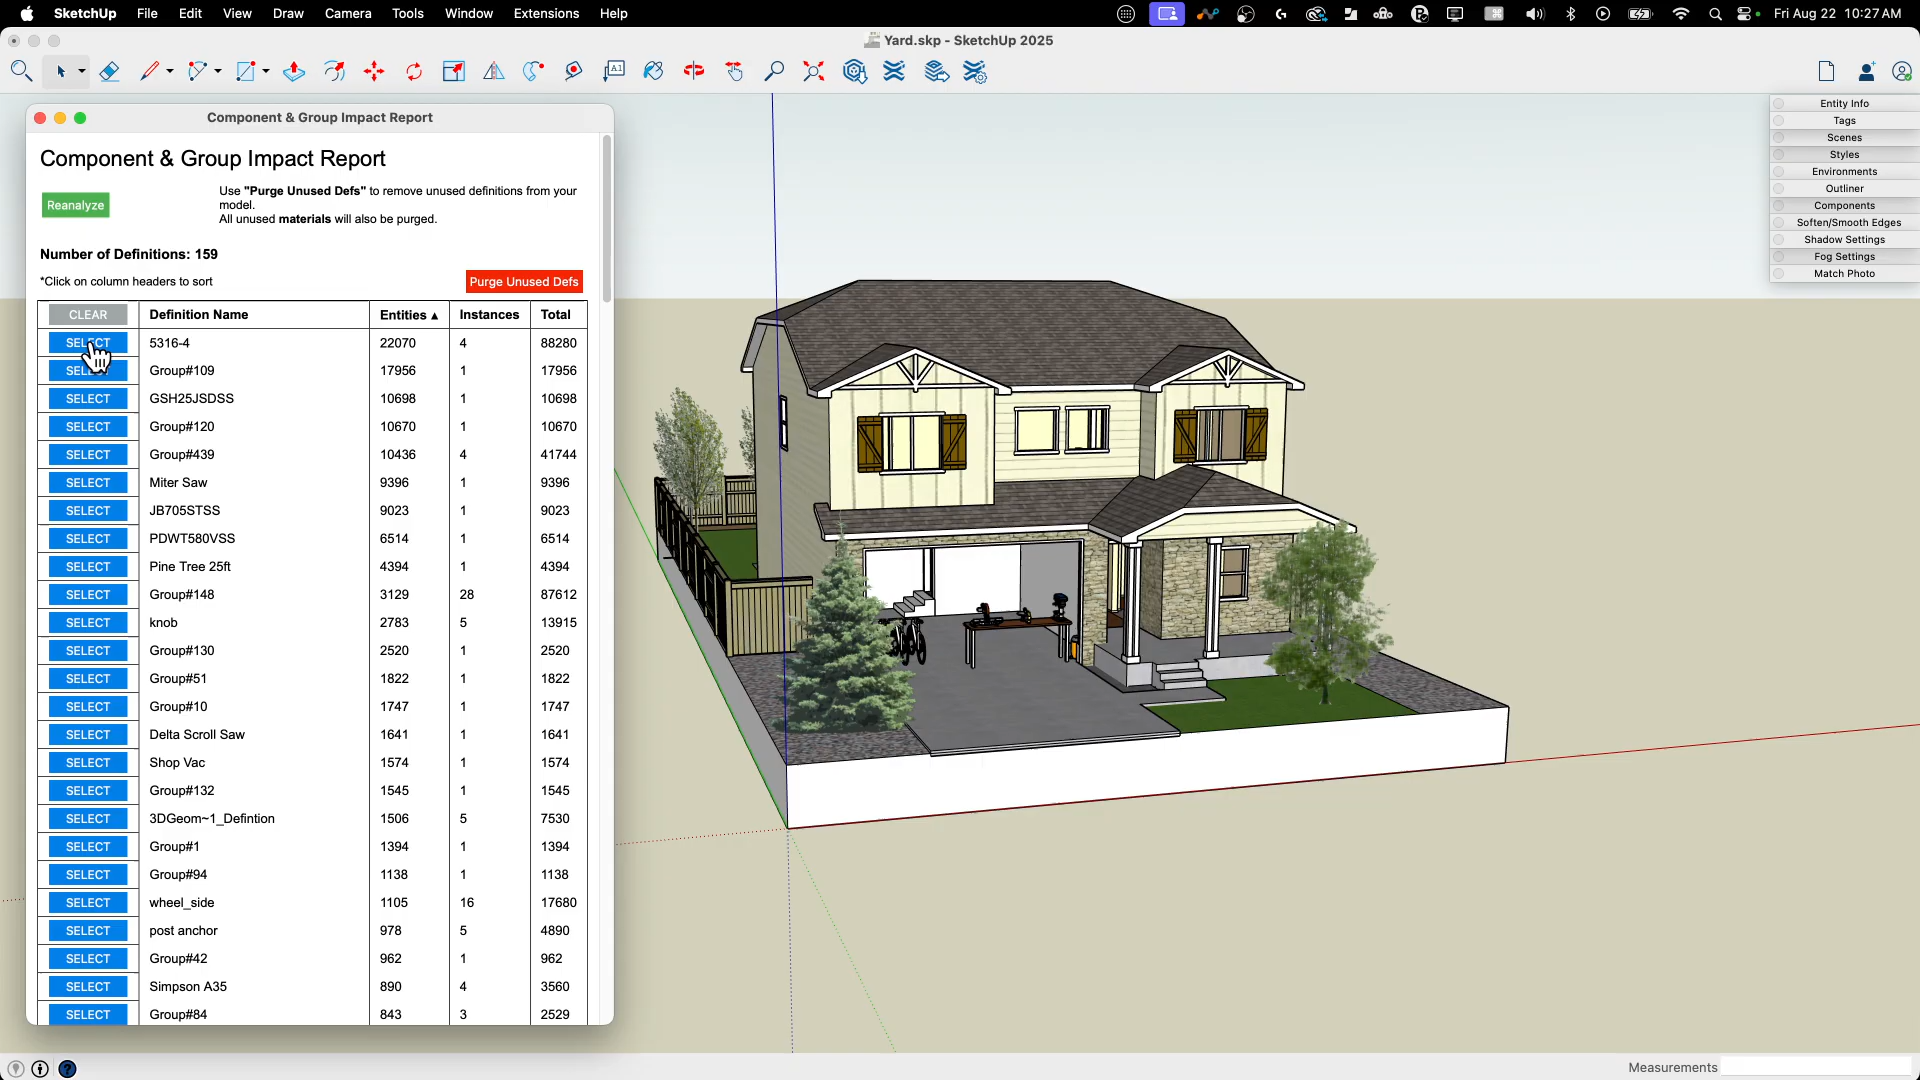 SketchUp File Edit View Draw Camera Tools Window Extensions Help
Fri Aug 22 10:27 AM
Yard.skp - SketchUp 2025
A1
Component & Group Impact Report
Component & Group Impact Report
Reanalyze
Use "Purge Unused Defs" to remove unused definitions from your
model.
All unused materials will also be purged.
Number of Definitions: 159
*Click on column headers to sort
Purge Unused Defs
CLEAR Definition Name Entities ▲ Instances Total
SELECT 5316-4 22070 4 88280
SELECT Group#109 17956 1 17956
SELECT GSH25JSDSS 10698 1 10698
SELECT Group#120 10670 1 10670
SELECT Group#439 10436 4 41744
SELECT Miter Saw 9396 1 9396
SELECT JB705STSS 9023 1 9023
SELECT PDWT580VSS 6514 1 6514
SELECT Pine Tree 25ft 4394 1 4394
SELECT Group#148 3129 28 87612
SELECT knob 2783 5 13915
SELECT Group#130 2520 1 2520
SELECT Group#51 1822 1 1822
SELECT Group#10 1747 1 1747
SELECT Delta Scroll Saw 1641 1 1641
SELECT Shop Vac 1574 1 1574
SELECT Group#132 1545 1 1545
SELECT 3DGeom~1_Defintion 1506 5 7530
SELECT Group#1 1394 1 1394
SELECT Group#94 1138 1 1138
SELECT wheel_side 1105 16 17680
SELECT post anchor 978 5 4890
SELECT Group#42 962 1 962
SELECT Simpson A35 890 4 3560
SELECT Group#84 843 3 2529
Entity Info
Tags
Scenes
Styles
Environments
Outliner
Components
Soften/Smooth Edges
Shadow Settings
Fog Settings
Match Photo
Measurements